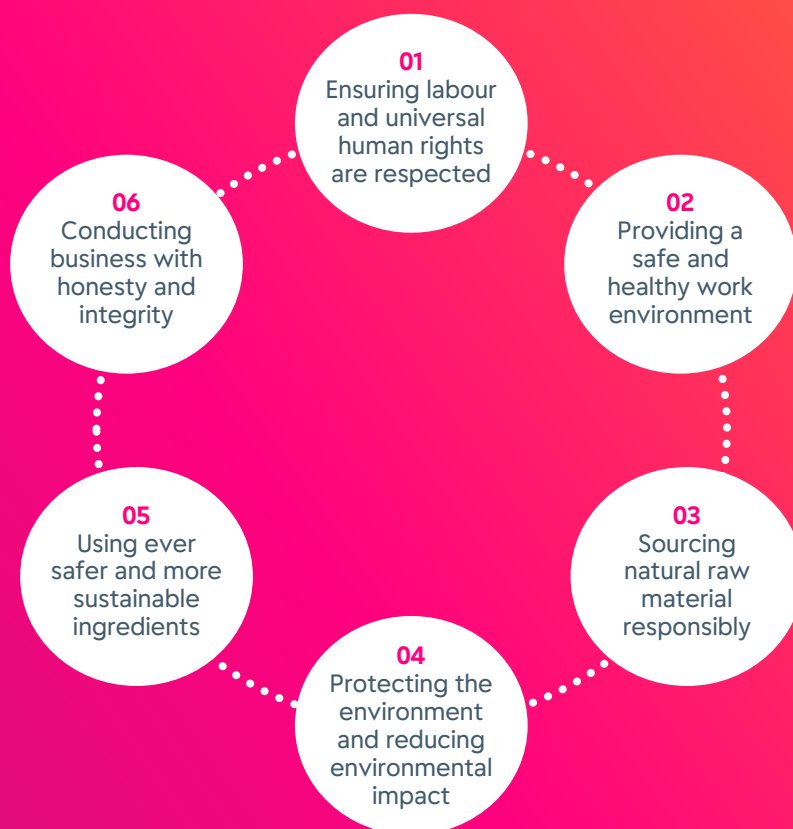 01
Ensuring labour
and universal
human rights
are respected
02
Providing a
safe and
healthy work
environment
03
Sourcing
natural raw
material
responsibly
04
Protecting the
environment
and reducing
environmental
impact
05
Using ever
safer and more
sustainable
ingredients
06
Conducting
business with
honesty and
integrity